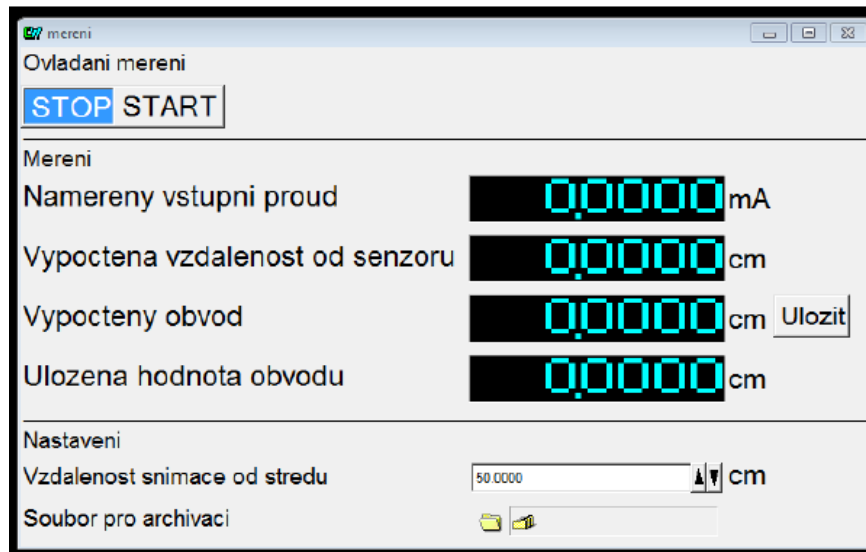 mereni
Ovladani mereni
STOP START
Mereni
Namereny vstupni proud 0.0000 mA
Vypoctena vzdalenost od senzoru 0.0000 cm
Vypocteny obvod 0.0000 cm Ulozit
Ulozena hodnota obvodu 0.0000 cm
Nastaveni
Vzdalenost snimace od stredu 50.0000 cm
Soubor pro archivaci